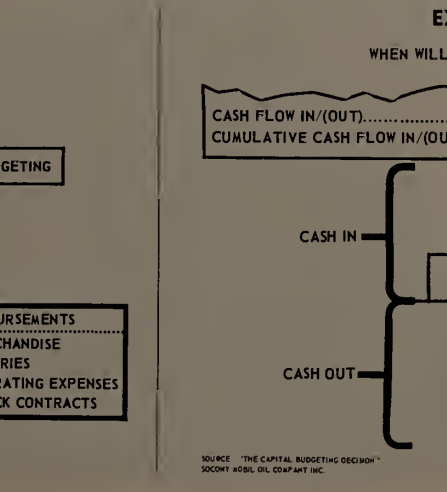 GETING
URSEMENTS
CHANDISE
RIES
RATING EXPENSES
CK CONTRACTS
EX
WHEN WILL
CASH FLOW IN/(OUT)
CUMULATIVE CASH FLOW IN/(OU
CASH IN
CASH OUT
SOURCE "THE CAPITAL BUDGETING DECISION"
SOCONY MOBIL OIL COMPANY INC.